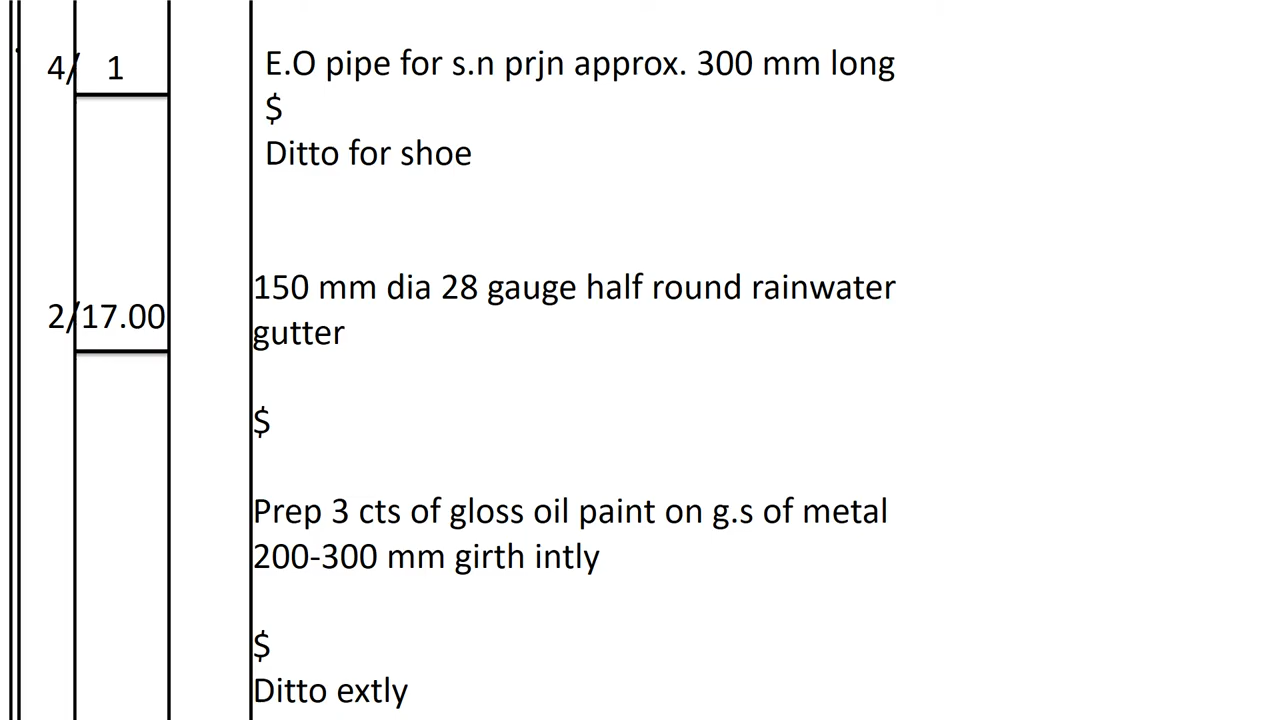 4/ 1 E.O pipe for s.n prjn approx. 300 mm long
$
Ditto for shoe
150 mm dia 28 gauge half round rainwater
2/17.00
gutter
$
Prep 3 cts of gloss oil paint on g.s of metal
200-300 mm girth intly
$
Ditto extly